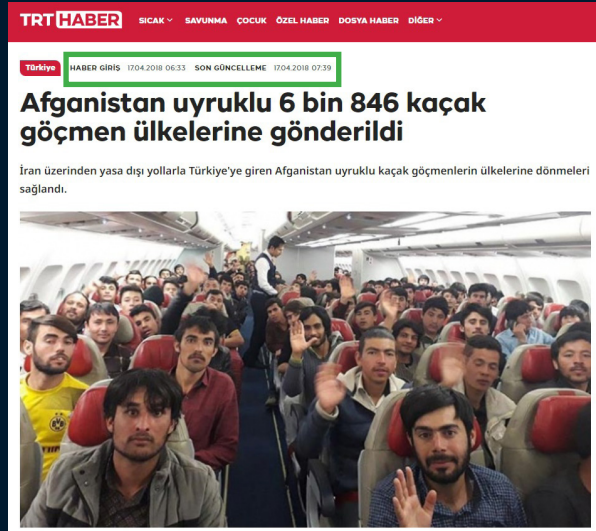 TRT HABER SICAK SAVUNMA ÇOCUK ÖZEL HABER DOSYA HABER DİĞER
Türkiye HABER GİRİŞ 17.04.2018 06:33 SON GÜNCELLEME 17.04.2018 07:39
Afganistan uyruklu 6 bin 846 kaçak
göçmen ülkelerine gönderildi
İran üzerinden yasa dışı yollarla Türkiye'ye giren Afganistan uyruklu kaçak göçmenlerin ülkelerine dönmeleri
sağlandı.